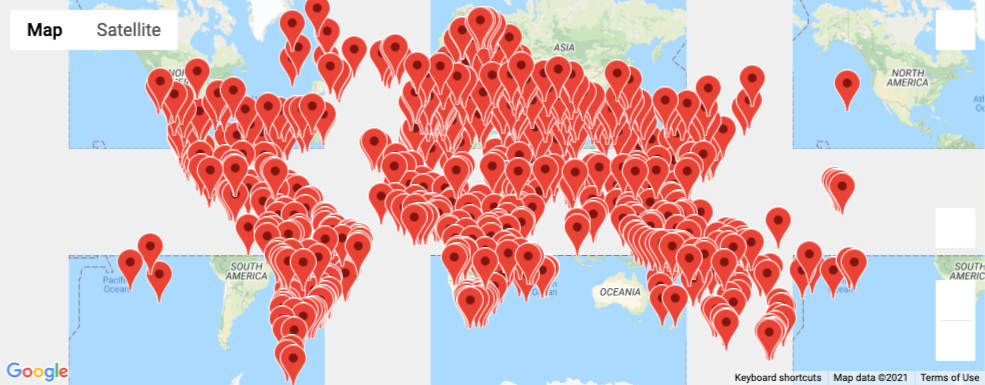 Map Satellite
ASIA
NORTH
AMERICA
Pacific
Ocean
SOUTH
AMERICA
OCEANIA
SOUTH
AMERIC
Google
Keyboard shortcuts Map data ©2021 Terms of Use